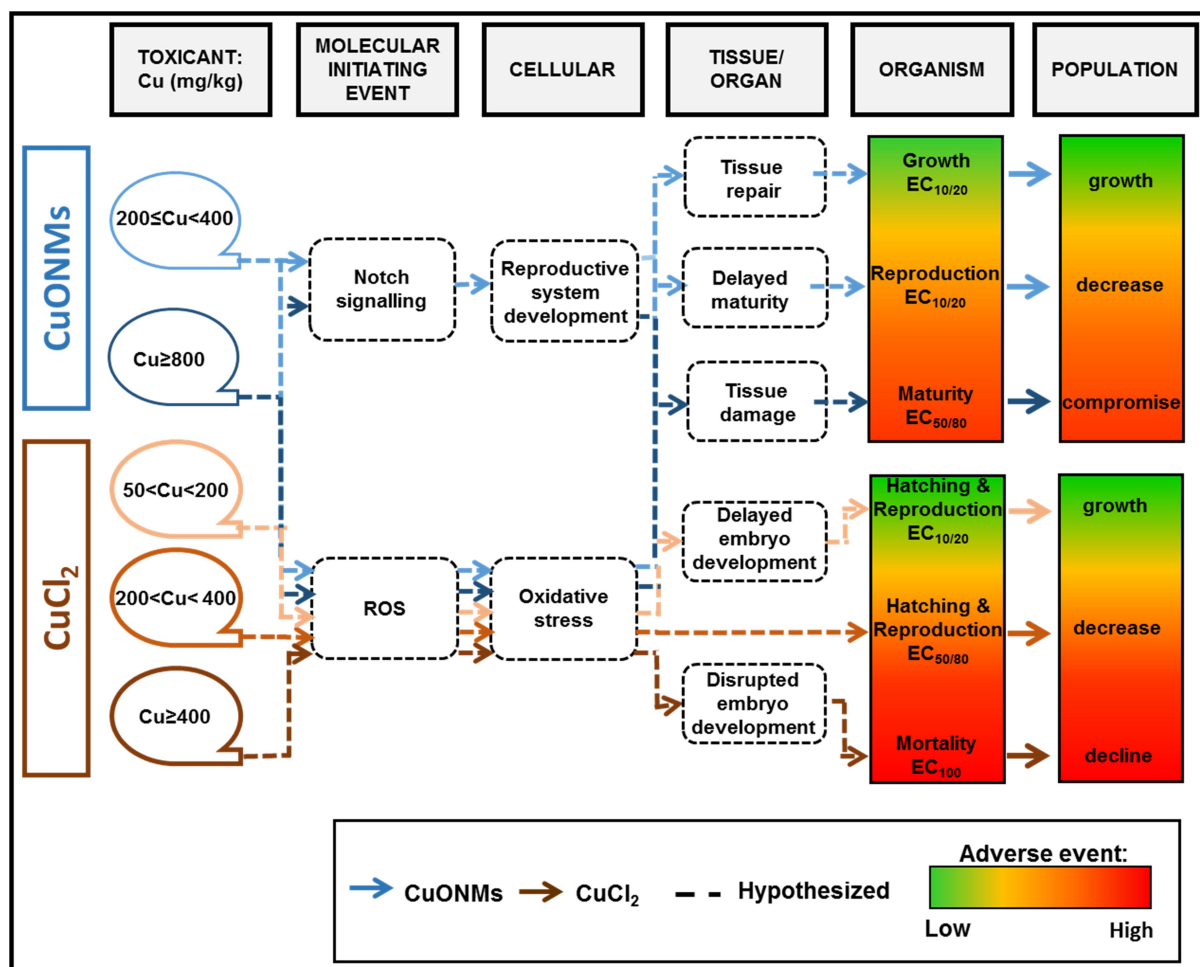 TOXICANT:
Cu (mg/kg)
MOLECULAR
INITIATING
EVENT
CELLULAR
TISSUE/
ORGAN
ORGANISM
POPULATION
CuONMs
200≤Cu<400
Cu≥800
Notch
signalling
Reproductive
system
development
Tissue
repair
Delayed
maturity
Tissue
damage
Growth
EC10/20
Reproduction
EC10/20
Maturity
EC50/80
growth
decrease
compromise
CuCl2
50<Cu<200
200<Cu< 400
Cu≥400
ROS
Oxidative
stress
Delayed
embryo
development
Disrupted
embryo
development
Hatching &
Reproduction
EC10/20
Hatching &
Reproduction
EC50/80
Mortality
EC100
growth
decrease
decline
CuONMs
CuCl2
Hypothesized
Adverse event:
Low
High